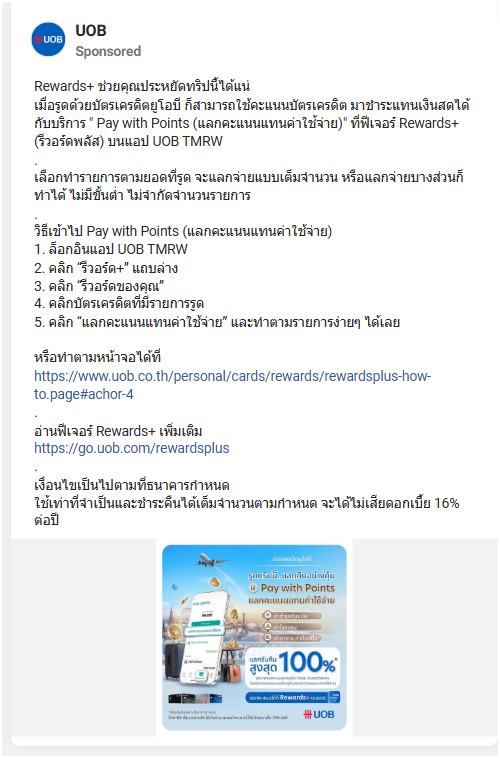 UOB
UOB
Sponsored
Rewards+ ช่วยคุณประหยัดทริปนี้ได้แน่
เมื่อรูดด้วยบัตรเครดิตยูโอบี ก็สามารถใช้คะแนนบัตรเครดิต มาชำระแทนเงินสดได้
กับบริการ " Pay with Points (แลกคะแนนแทนค่าใช้จ่าย)" ที่ฟีเจอร์ Rewards+
(รีวอร์ดพลัส) บนแอป UOB TMRW
.
เลือกทำรายการตามยอดที่รูด จะแลกจ่ายแบบเต็มจำนวน หรือแลกจ่ายบางส่วนก็
ทำได้ ไม่มีขั้นต่ำ ไม่จำกัดจำนวนรายการ
.
วิธีเข้าไป Pay with Points (แลกคะแนนแทนค่าใช้จ่าย)
1. ล็อกอินแอป UOB TMRW
2. คลิก “รีวอร์ด+” แถบล่าง
3. คลิก “รีวอร์ดของคุณ”
4. คลิกบัตรเครดิตที่มีรายการรูด
5. คลิก “แลกคะแนนแทนค่าใช้จ่าย” และทำตามรายการง่ายๆ ได้เลย
หรือทำตามหน้าจอได้ที่
https://www.uob.co.th/personal/cards/rewards/rewardsplus-how-
to.page#achor-4
.
อ่านฟีเจอร์ Rewards+ เพิ่มเติม
https://go.uob.com/rewardsplus
.
เงื่อนไขเป็นไปตามที่ธนาคารกำหนด
ใช้เท่าที่จำเป็นและชำระคืนได้เต็มจำนวนตามกำหนด จะได้ไม่เสียดอกเบี้ย 16%
ต่อปี
บัตรเครดิตยูโอบี
รูดทริปนี้...แลกคืนอย่างคุ้ม
Pay with Points
แลกคะแนนแทนค่าใช้จ่าย
ค่าตั๋วเครื่องบิน
ค่าโรงแรม
แลกรับคืน
สูงสุด 100%*
Rewards+
UOB